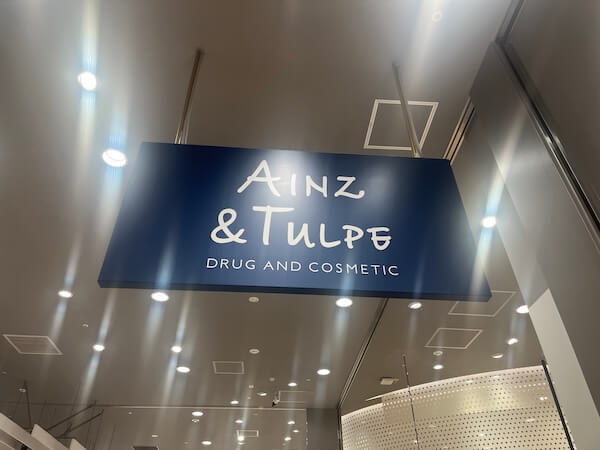 AINZ
& TULPE
DRUG AND COSMETIC